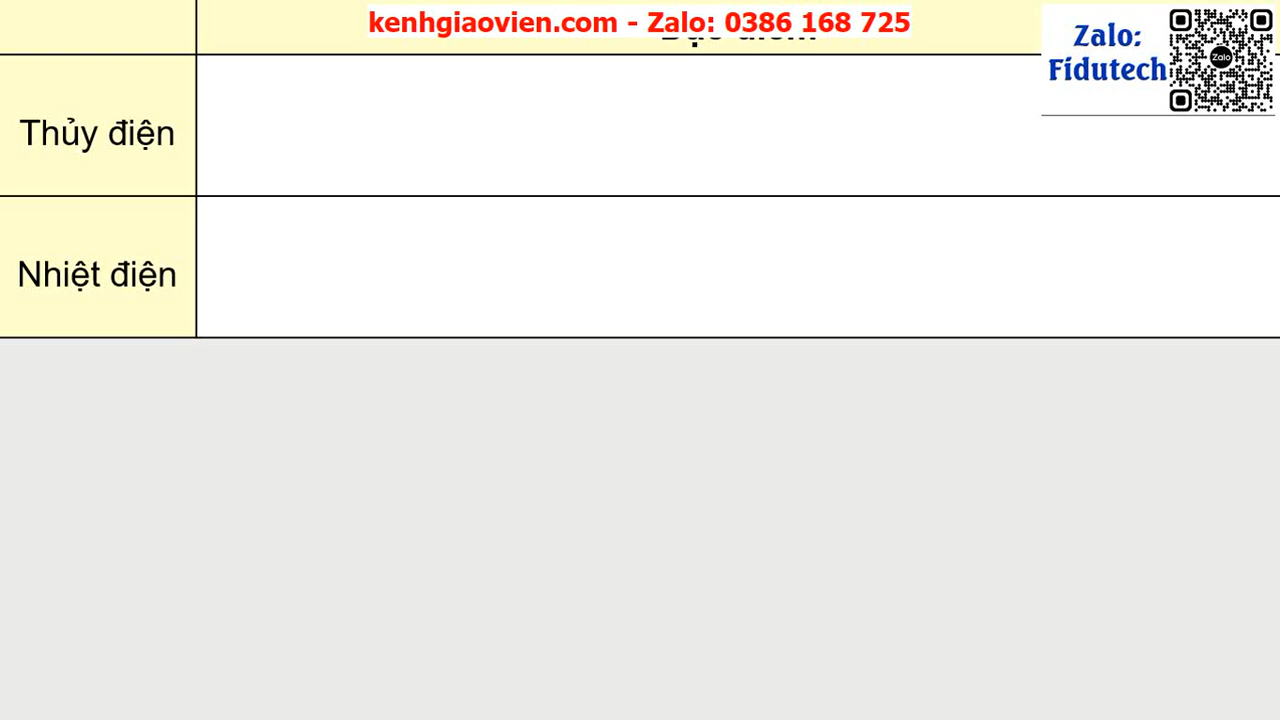 kenhgiaovien.com - Zalo: 0386 168 725
Zalo:
Fidutech
Zalo
Thủy điện
Nhiệt điện